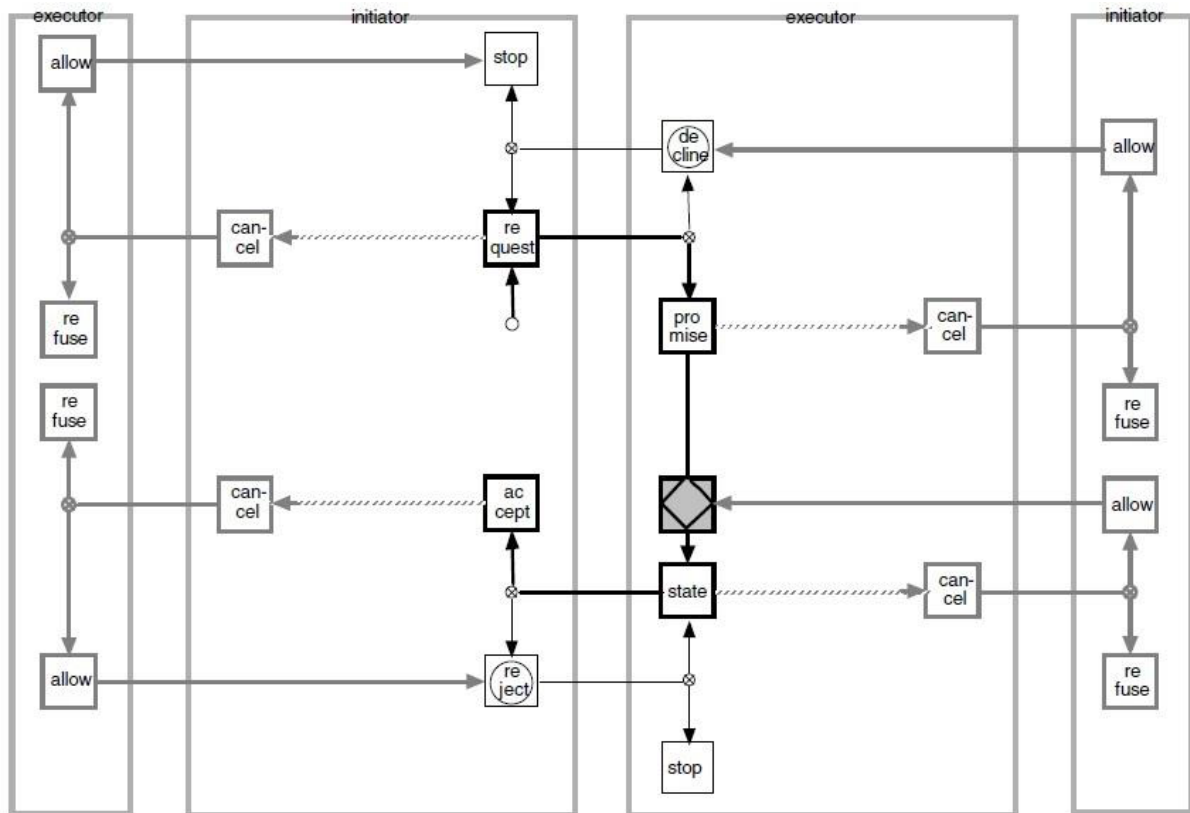 executor
initiator
executor
initiator
allow
stop
de
cline
allow
can-
cel
re
quest
re
fuse
pro
mise
can-
cel
re
fuse
re
fuse
can-
cel
ac
cept
allow
state
can-
cel
allow
re
ject
re
fuse
stop